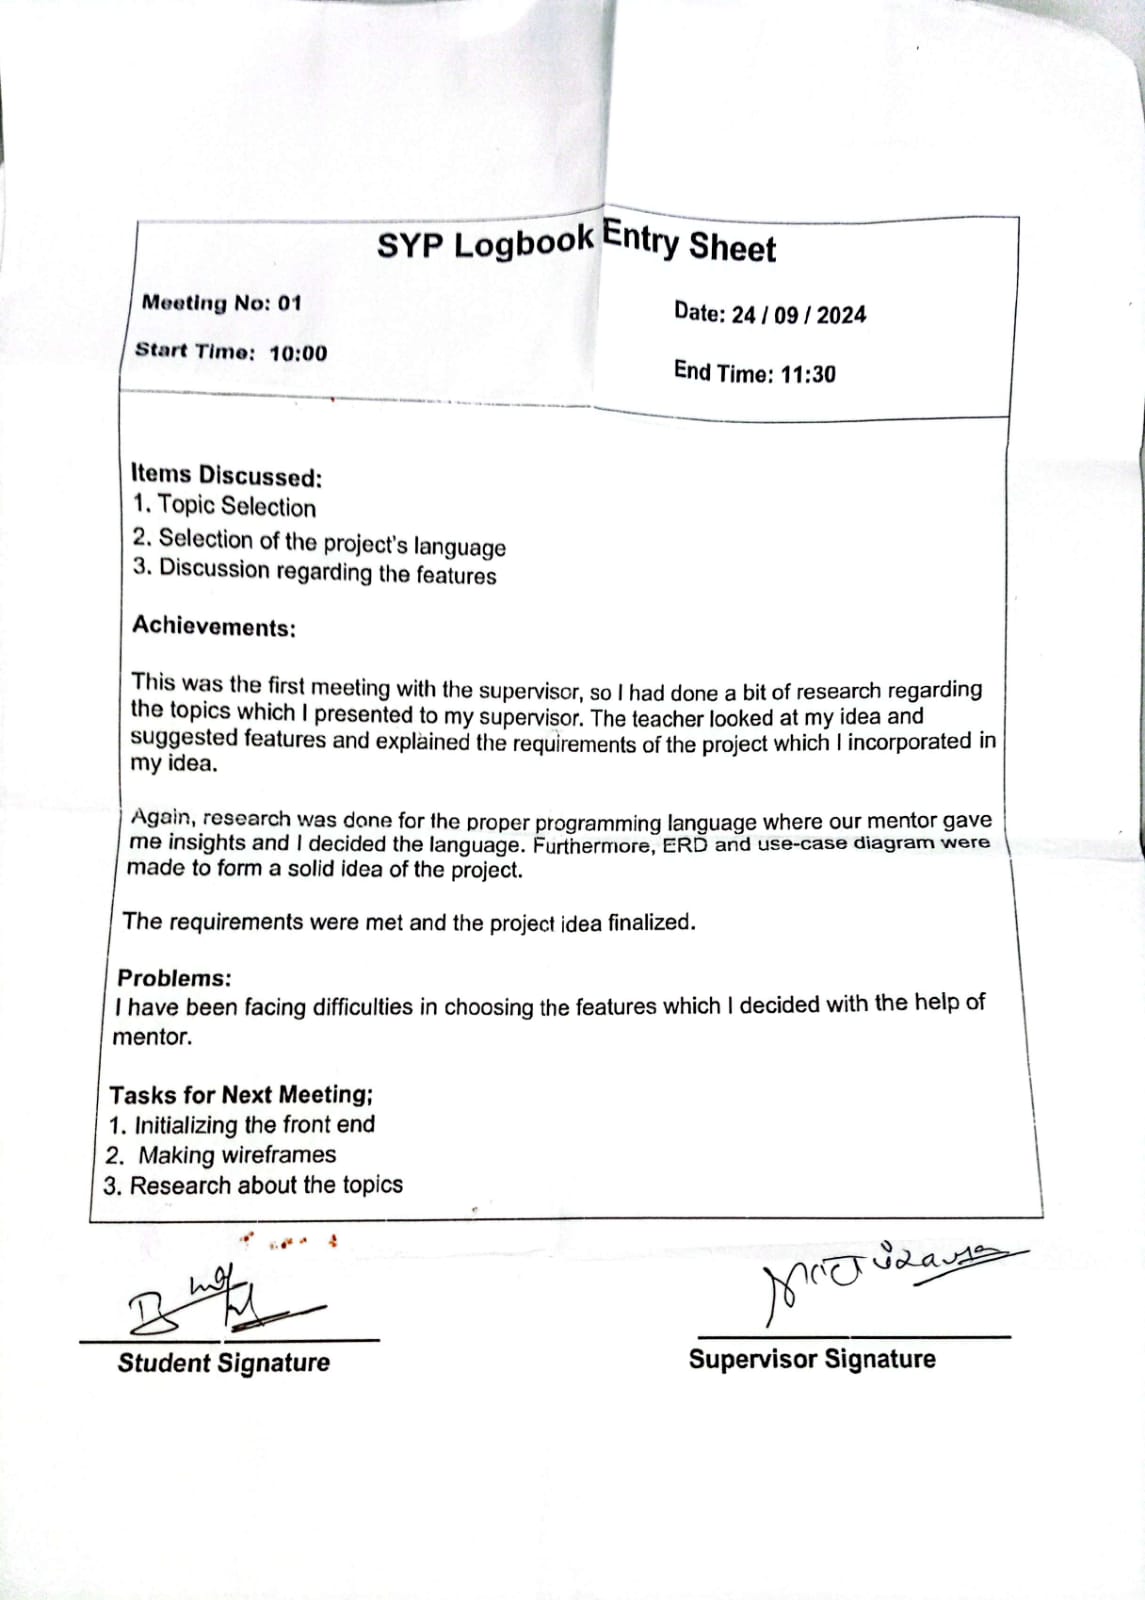 SYP Logbook Entry Sheet
Meeting No: 01
Date: 24 / 09 / 2024
Start Time: 10:00
End Time: 11:30
Items Discussed:
1. Topic Selection
2. Selection of the project's language
3. Discussion regarding the features
Achievements:
This was the first meeting with the supervisor, so I had done a bit of research regarding
the topics which I presented to my supervisor. The teacher looked at my idea and
suggested features and explained the requirements of the project which I incorporated in
my idea.
Again, research was done for the proper programming language where our mentor gave
me insights and I decided the language. Furthermore, ERD and use-case diagram were
made to form a solid idea of the project.
The requirements were met and the project idea finalized.
Problems:
I have been facing difficulties in choosing the features which I decided with the help of
mentor.
Tasks for Next Meeting;
1. Initializing the front end
2. Making wireframes
3. Research about the topics
Student Signature
Supervisor Signature